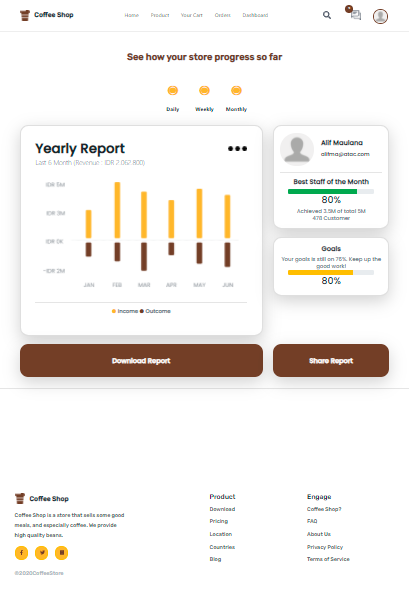 Coffee Shop
Home Product Your Cart Orders Dashboard
See how your store progress so far
Daily Weekly Monthly
Yearly Report
Last 6 Month (Revenue : IDR 2.062.800)
IDR 5M
IDR 3M
IDR 0K
-IDR 2M
JAN FEB MAR APR MAY JUN
Income Outcome
Alif Maulana
alifma@atac.com
Best Staff of the Month
80%
Achieved 3.5M of total 5M
478 Customer
Goals
Your goals is still on 76%. Keep up the
good work!
80%
Download Report
Share Report
Coffee Shop
Coffee Shop is a store that sells some good
meals, and especially coffee. We provide
high quality beans.
©2020CoffeeStore
Product
Download
Pricing
Location
Countries
Blog
Engage
Coffee Shop?
FAQ
About Us
Privacy Policy
Terms of Service